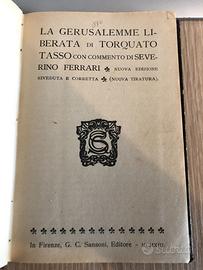 LA GERUSALEMME LI-
BERATA DI TORQUATO
TASSO CON COMMENTO DI SEVE-
RINO FERRARI NUOVA EDIZIONE
RIVEDUTA E CORRETTA (NUOVA TIRATURA).
In Firenze, G. C. Sansoni, Editore
subito